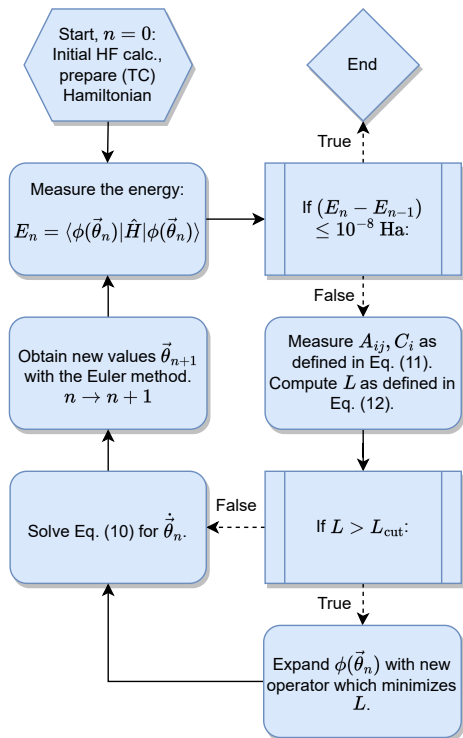 Start, n = 0:
Initial HF calc.,
prepare (TC)
Hamiltonian
End
True
Measure the energy:
E_n = ⟨ϕ(θ⃗_n)|Ĥ|ϕ(θ⃗_n)⟩
If (E_n − E_{n−1})
≤ 10^{−8} Ha:
False
Obtain new values θ⃗_{n+1}
with the Euler method.
n → n + 1
Measure A_{ij}, C_i as
defined in Eq. (11).
Compute L as defined in
Eq. (12).
Solve Eq. (10) for θ⃗̇_n.
False
If L > L_cut:
True
Expand ϕ(θ⃗_n) with new
operator which minimizes
L.